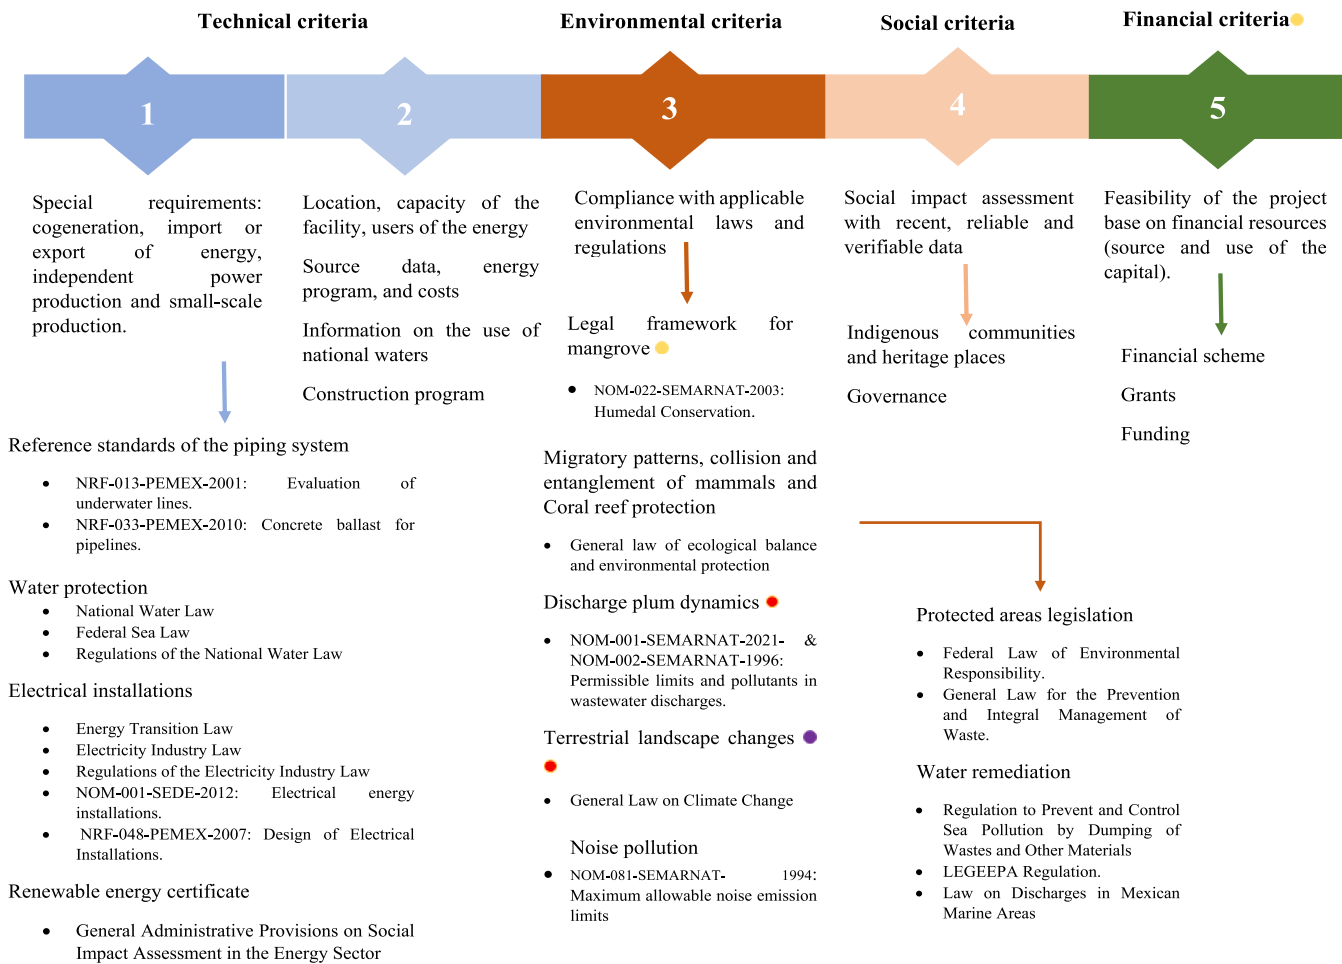 Technical criteria
Environmental criteria
Social criteria
Financial criteria
1
2
3
4
5
Special requirements:
cogeneration, import or
export of energy,
independent power
production and small-scale
production.
Reference standards of the piping system
• NRF-013-PEMEX-2001: Evaluation of
underwater lines.
• NRF-033-PEMEX-2010: Concrete ballast for
pipelines.
Water protection
• National Water Law
• Federal Sea Law
• Regulations of the National Water Law
Electrical installations
• Energy Transition Law
• Electricity Industry Law
• Regulations of the Electricity Industry Law
• NOM-001-SEDE-2012: Electrical energy
installations.
• NRF-048-PEMEX-2007: Design of Electrical
Installations.
Renewable energy certificate
• General Administrative Provisions on Social
Impact Assessment in the Energy Sector
Location, capacity of the
facility, users of the energy
Source data, energy
program, and costs
Information on the use of
national waters
Construction program
Compliance with applicable
environmental laws and
regulations
Legal framework for
mangrove
• NOM-022-SEMARNAT-2003:
Humedal Conservation.
Migratory patterns, collision and
entanglement of mammals and
Coral reef protection
• General law of ecological balance
and environmental protection
Discharge plum dynamics
• NOM-001-SEMARNAT-2021- &
NOM-002-SEMARNAT-1996:
Permissible limits and pollutants in
wastewater discharges.
Terrestrial landscape changes
• General Law on Climate Change
Noise pollution
• NOM-081-SEMARNAT- 1994:
Maximum allowable noise emission
limits
Social impact assessment
with recent, reliable and
verifiable data
Indigenous communities
and heritage places
Governance
Feasibility of the project
base on financial resources
(source and use of the
capital).
Financial scheme
Grants
Funding
Protected areas legislation
• Federal Law of Environmental
Responsibility.
• General Law for the Prevention
and Integral Management of
Waste.
Water remediation
• Regulation to Prevent and Control
Sea Pollution by Dumping of
Wastes and Other Materials
• LEGEEPA Regulation.
• Law on Discharges in Mexican
Marine Areas